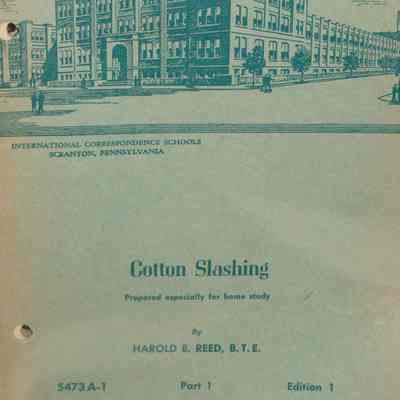 INTERNATIONAL CORRESPONDENCE SCHOOLS
SCRANTON, PENNSYLVANIA
Cotton Slashing
Prepared especially for home study
By
HAROLD E. REED, B.T.E.
5473A-1 Part 1 Edition 1